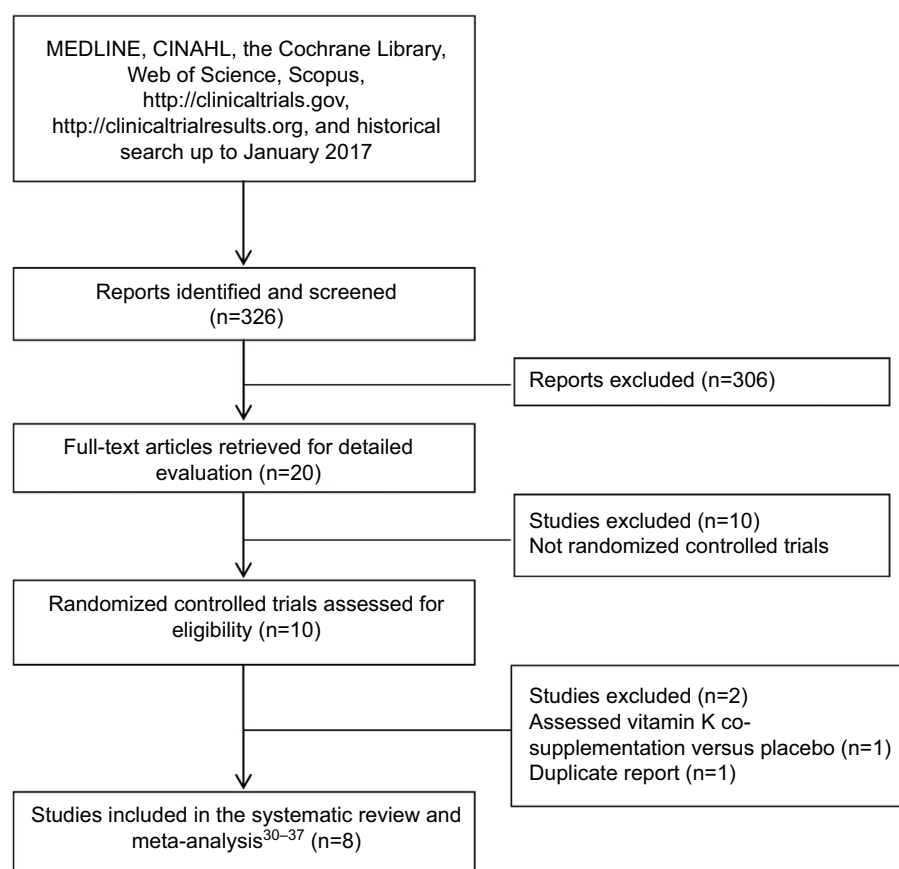 MEDLINE, CINAHL, the Cochrane Library,
Web of Science, Scopus,
http://clinicaltrials.gov,
http://clinicaltrialresults.org, and historical
search up to January 2017
Reports identified and screened
(n=326)
Reports excluded (n=306)
Full-text articles retrieved for detailed
evaluation (n=20)
Studies excluded (n=10)
Not randomized controlled trials
Randomized controlled trials assessed for
eligibility (n=10)
Studies excluded (n=2)
Assessed vitamin K co-
supplementation versus placebo (n=1)
Duplicate report (n=1)
Studies included in the systematic review and
meta-analysis³⁰⁻³⁷ (n=8)